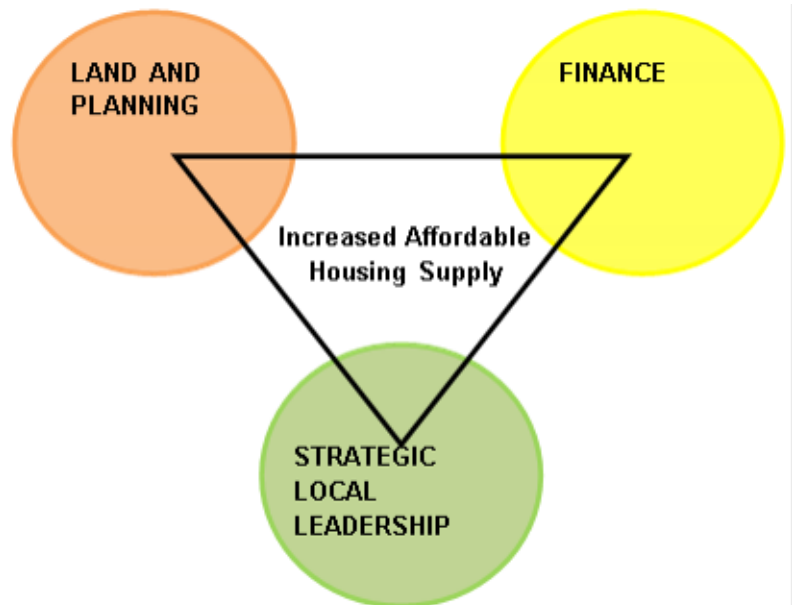 LAND AND
PLANNING
FINANCE
Increased Affordable
Housing Supply
STRATEGIC
LOCAL
LEADERSHIP